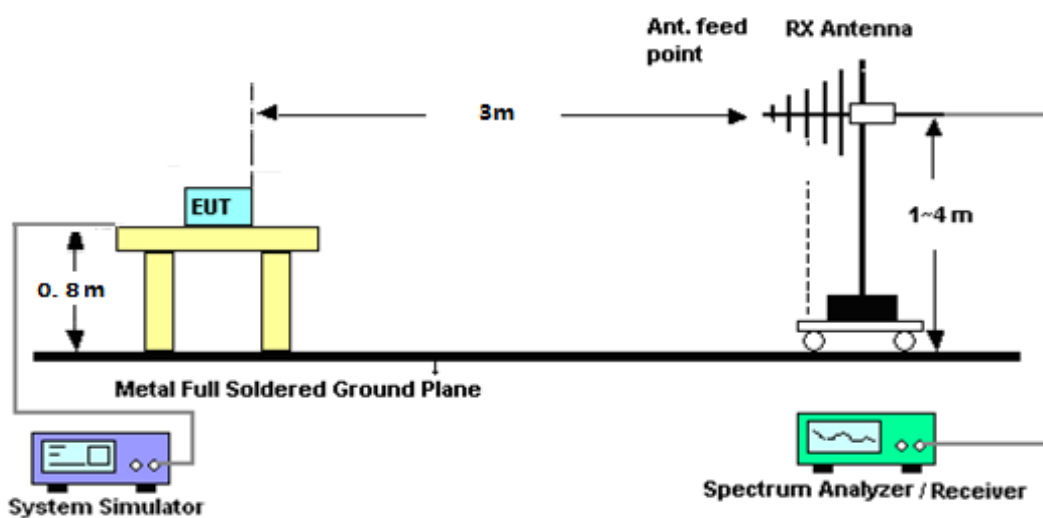 Ant. feed
point
RX Antenna
3m
EUT
1~4 m
0. 8 m
Metal Full Soldered Ground Plane
System Simulator
Spectrum Analyzer / Receiver